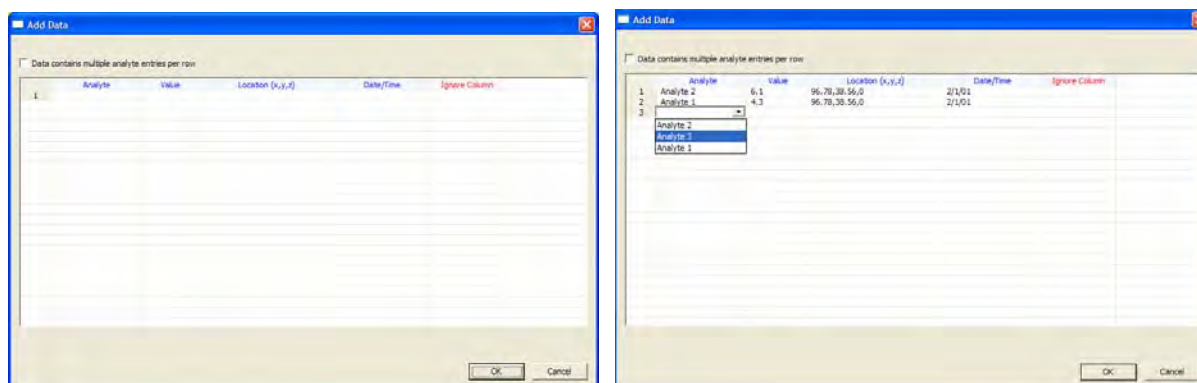 Add Data
Data contains multiple analyte entries per row
Analyte Value Location (x,y,z) Date/Time Ignore Column
1
OK Cancel
Add Data
Data contains multiple analyte entries per row
Analyte Value Location (x,y,z) Date/Time Ignore Column
1 Analyte 2 6.1 96.78,38.56,0 2/1/01
2 Analyte 1 4.3 96.78,38.56,0 2/1/01
3
Analyte 2
Analyte 3
Analyte 1
OK Cancel